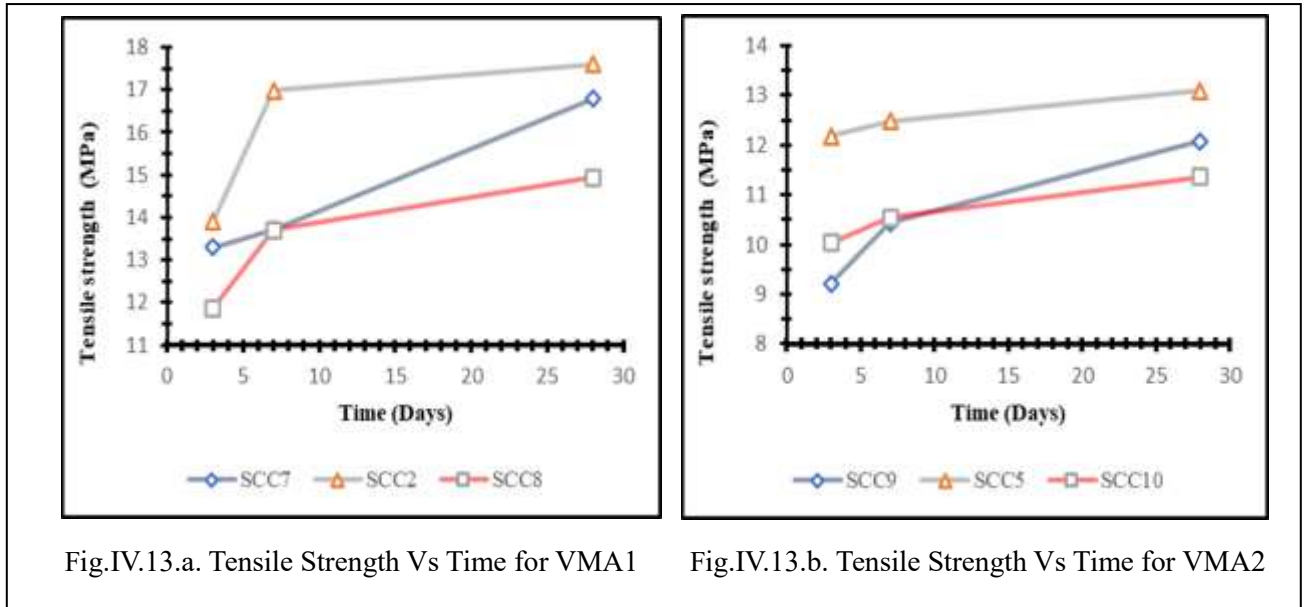 18
17
16
15
14
13
12
11
Tensile strength (MPa)
0 5 10 15 20 25 30
Time (Days)
SCC7 SCC2 SCC8
14
13
12
11
10
9
8
Tensile strength (MPa)
0 5 10 15 20 25 30
Time (Days)
SCC9 SCC5 SCC10
Fig.IV.13.a. Tensile Strength Vs Time for VMA1
Fig.IV.13.b. Tensile Strength Vs Time for VMA2